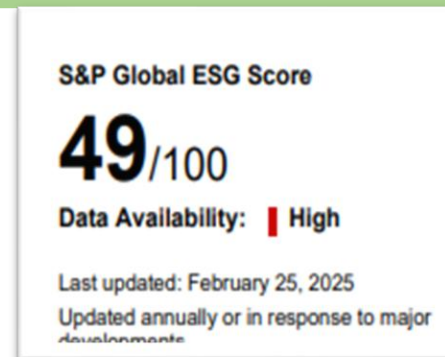 S&P Global ESG Score
49/100
Data Availability: High
Last updated: February 25, 2025
Updated annually or in response to major
developments